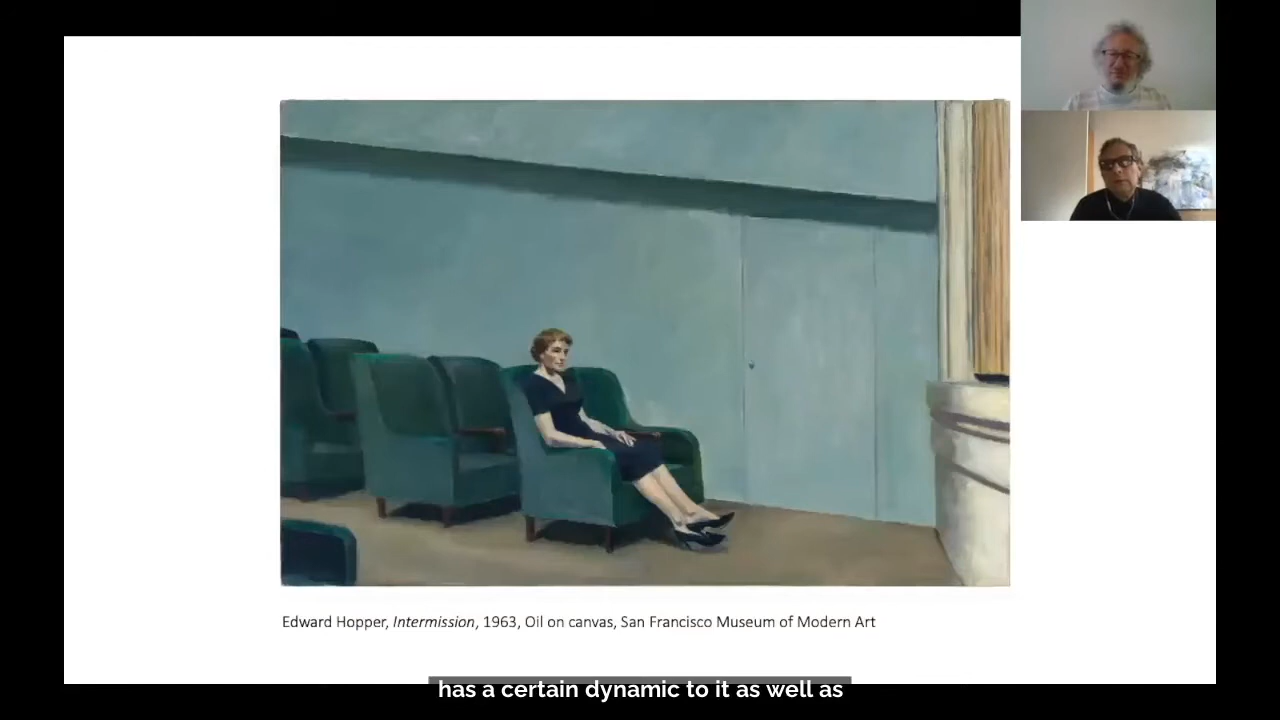 Edward Hopper, Intermission, 1963, Oil on canvas, San Francisco Museum of Modern Art
has a certain dynamic to it as well as